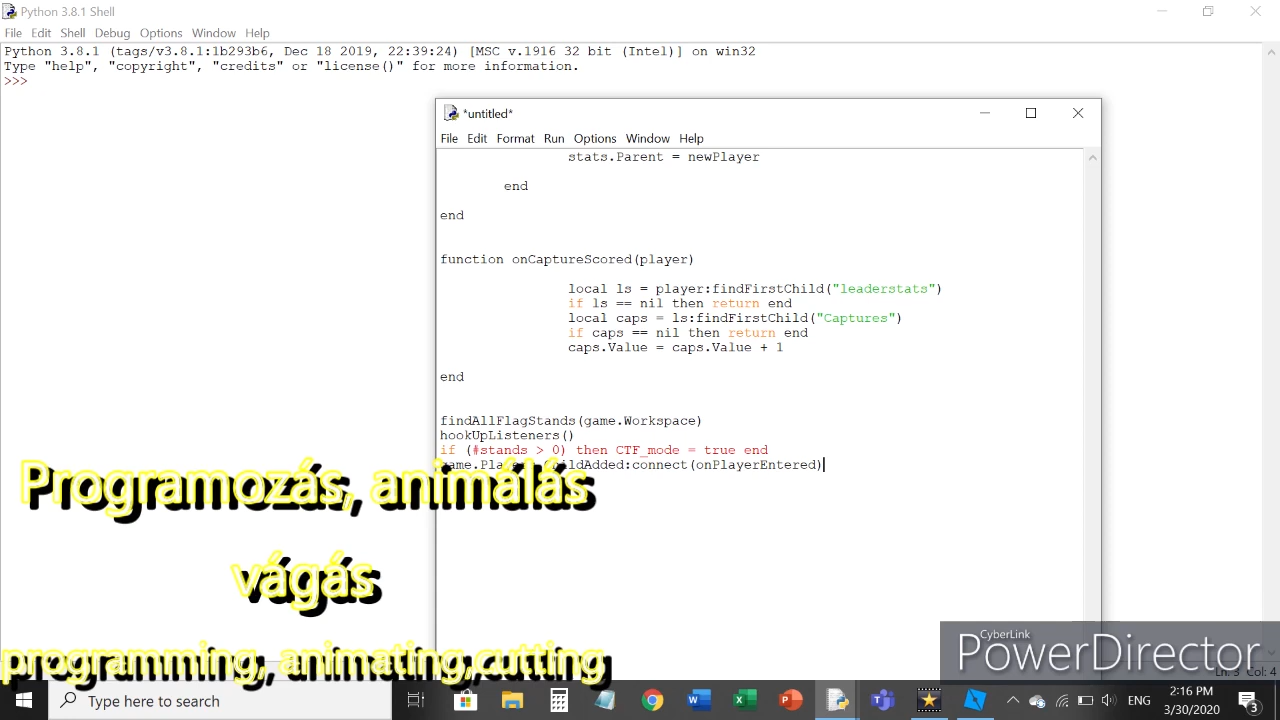 Python 3.8.1 Shell
File Edit Shell Debug Options Window Help
Python 3.8.1 (tags/v3.8.1:1b293b6, Dec 18 2019, 22:39:24) [MSC v.1916 32 bit (Intel)] on win32
Type "help", "copyright", "credits" or "license()" for more information.
>>>
*untitled*
File Edit Format Run Options Window Help
stats.Parent = newPlayer
end
end
function onCaptureScored(player)
local ls = player:findFirstChild("leaderstats")
if ls == nil then return end
local caps = ls:findFirstChild("Captures")
if caps == nil then return end
caps.Value = caps.Value + 1
end
findAllFlagStands(game.Workspace)
hookUpListeners()
if (#stands > 0) then CTF_mode = true end
ChildAdded:connect(onPlayerEntered)
Programozás, animálás
vágás
programming, animating,cutting
CyberLink
PowerDirector
Ln: 3 Col: 4
Type here to search
ENG
2:16 PM
3/30/2020
3